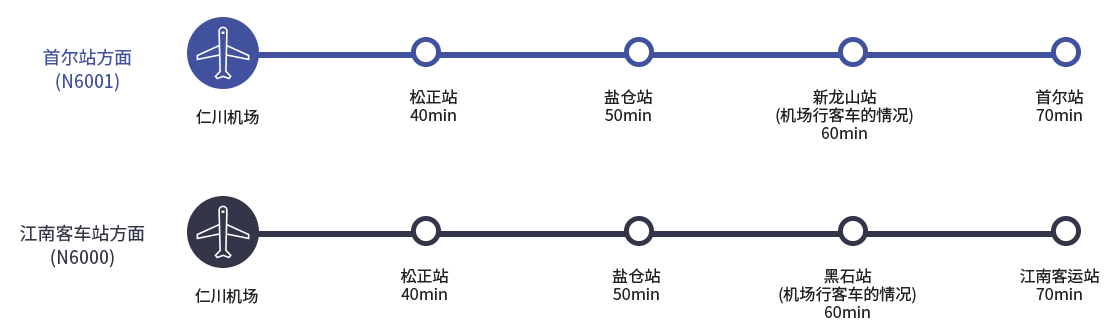 首尔站方面
(N6001)
仁川机场
松正站
40min
盐仓站
50min
新龙山站
(机场行客车的情况)
60min
首尔站
70min
江南客车站方面
(N6000)
仁川机场
松正站
40min
盐仓站
50min
黑石站
(机场行客车的情况)
60min
江南客运站
70min